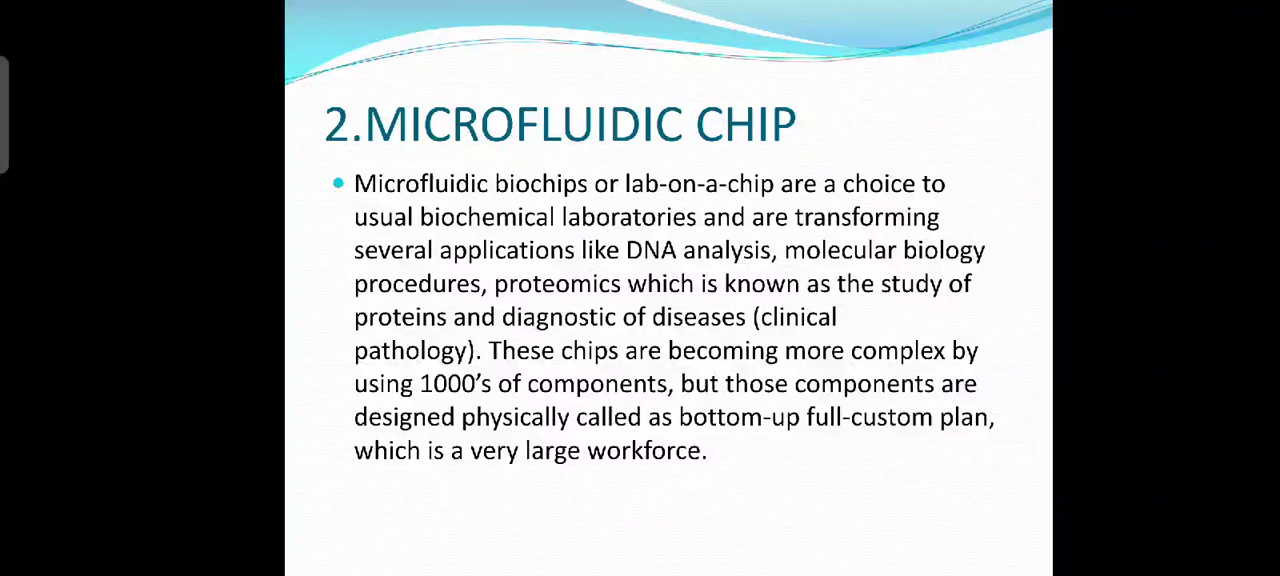 2.MICROFLUIDIC CHIP
Microfluidic biochips or lab-on-a-chip are a choice to
usual biochemical laboratories and are transforming
several applications like DNA analysis, molecular biology
procedures, proteomics which is known as the study of
proteins and diagnostic of diseases (clinical
pathology). These chips are becoming more complex by
using 1000’s of components, but those components are
designed physically called as bottom-up full-custom plan,
which is a very large workforce.